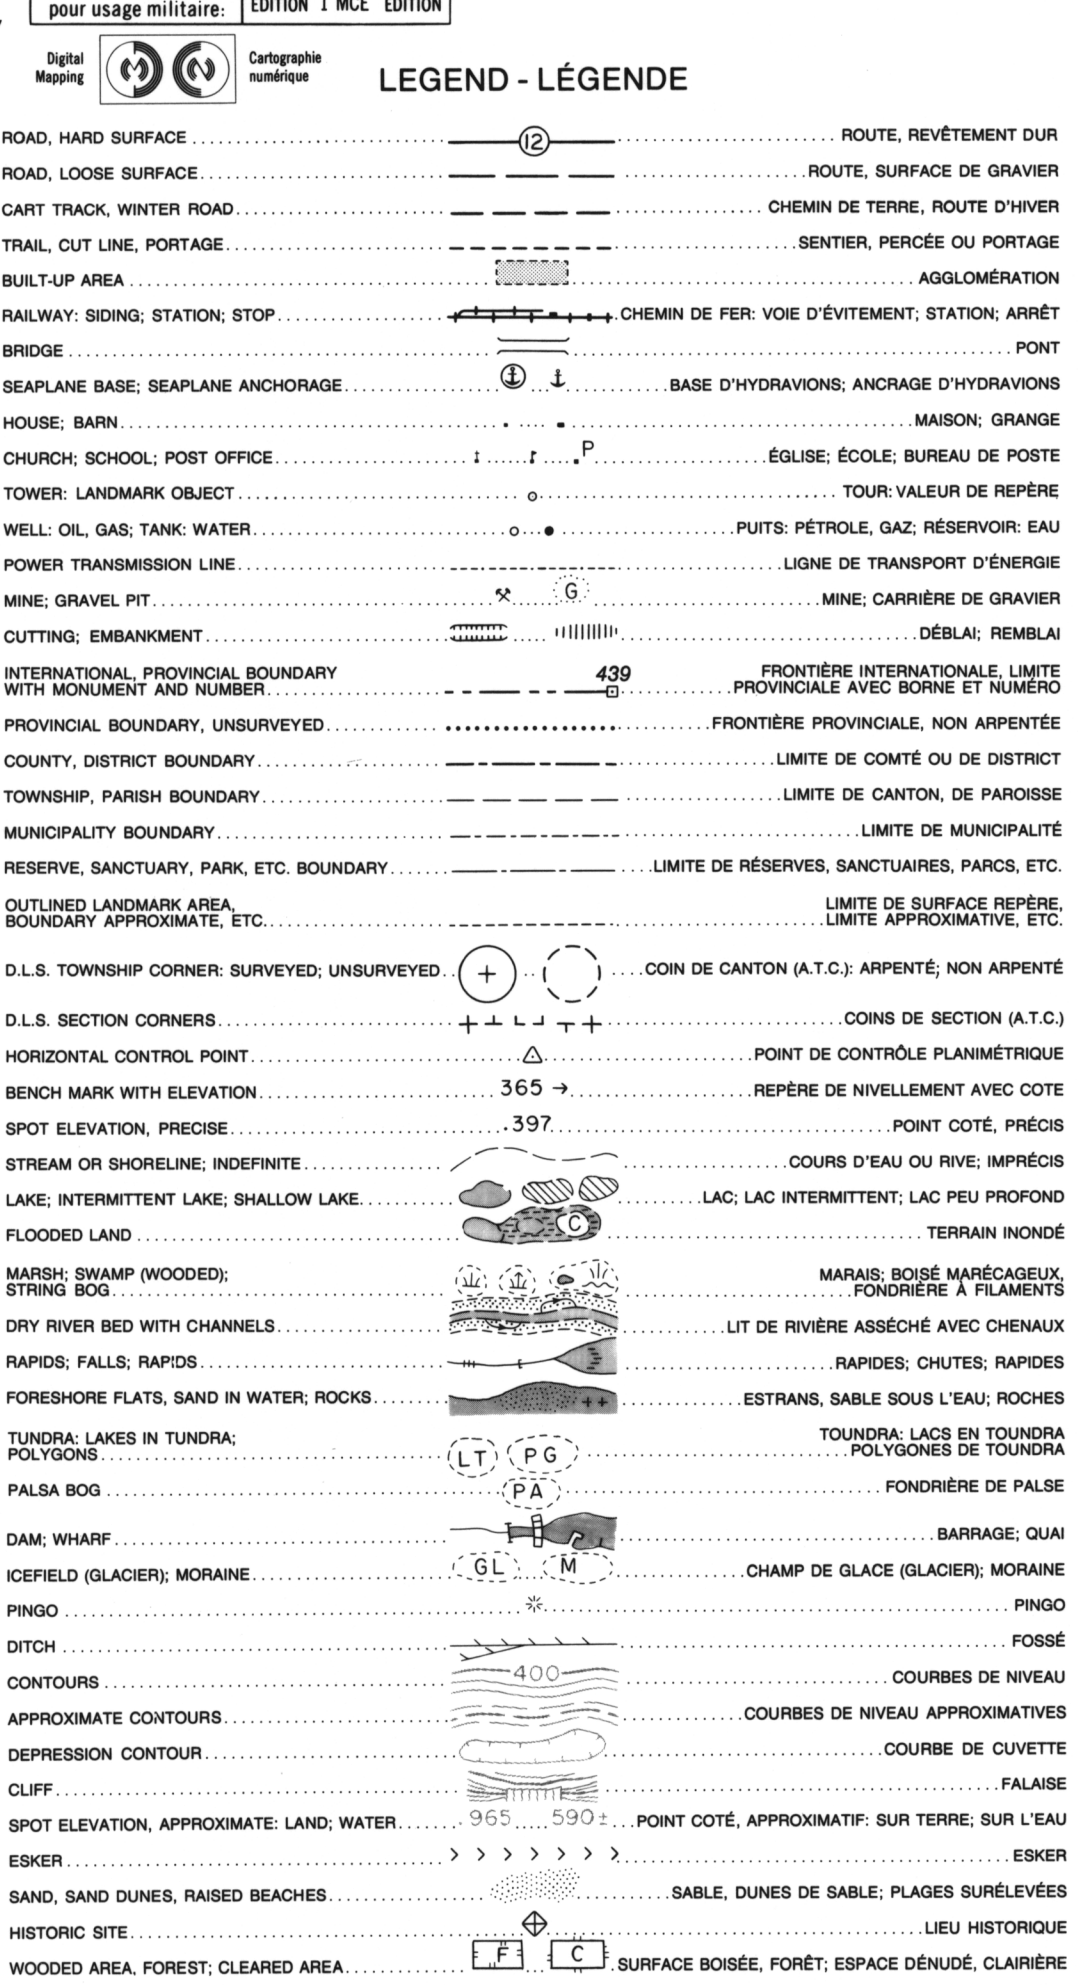 pour usage militaire: EDITION 1 MCE EDITION
Digital Mapping
Cartographie numérique
LEGEND - LÉGENDE
ROAD, HARD SURFACE 12 ROUTE, REVÊTEMENT DUR
ROAD, LOOSE SURFACE ROUTE, SURFACE DE GRAVIER
CART TRACK, WINTER ROAD CHEMIN DE TERRE, ROUTE D'HIVER
TRAIL, CUT LINE, PORTAGE SENTIER, PERCÉE OU PORTAGE
BUILT-UP AREA AGGLOMÉRATION
RAILWAY: SIDING; STATION; STOP CHEMIN DE FER: VOIE D'ÉVITEMENT; STATION; ARRÊT
BRIDGE PONT
SEAPLANE BASE; SEAPLANE ANCHORAGE BASE D'HYDRAVIONS; ANCRAGE D'HYDRAVIONS
HOUSE; BARN MAISON; GRANGE
CHURCH; SCHOOL; POST OFFICE P ÉGLISE; ÉCOLE; BUREAU DE POSTE
TOWER: LANDMARK OBJECT TOUR: VALEUR DE REPÈRE
WELL: OIL, GAS; TANK: WATER PUITS: PÉTROLE, GAZ; RÉSERVOIR: EAU
POWER TRANSMISSION LINE LIGNE DE TRANSPORT D'ÉNERGIE
MINE; GRAVEL PIT G MINE; CARRIÈRE DE GRAVIER
CUTTING; EMBANKMENT DÉBLAI; REMBLAI
INTERNATIONAL, PROVINCIAL BOUNDARY 439 FRONTIÈRE INTERNATIONALE, LIMITE
WITH MONUMENT AND NUMBER PROVINCIALE AVEC BORNE ET NUMÉRO
PROVINCIAL BOUNDARY, UNSURVEYED FRONTIÈRE PROVINCIALE, NON ARPENTÉE
COUNTY, DISTRICT BOUNDARY LIMITE DE COMTÉ OU DE DISTRICT
TOWNSHIP, PARISH BOUNDARY LIMITE DE CANTON, DE PAROISSE
MUNICIPALITY BOUNDARY LIMITE DE MUNICIPALITÉ
RESERVE, SANCTUARY, PARK, ETC. BOUNDARY LIMITE DE RÉSERVES, SANCTUAIRES, PARCS, ETC.
OUTLINED LANDMARK AREA, LIMITE DE SURFACE REPÈRE,
BOUNDARY APPROXIMATE, ETC. LIMITE APPROXIMATIVE, ETC.
D.L.S. TOWNSHIP CORNER: SURVEYED; UNSURVEYED COIN DE CANTON (A.T.C.): ARPENTÉ; NON ARPENTÉ
D.L.S. SECTION CORNERS COINS DE SECTION (A.T.C.)
HORIZONTAL CONTROL POINT POINT DE CONTRÔLE PLANIMÉTRIQUE
BENCH MARK WITH ELEVATION 365 → REPÈRE DE NIVELLEMENT AVEC COTE
SPOT ELEVATION, PRECISE .397 POINT COTÉ, PRÉCIS
STREAM OR SHORELINE; INDEFINITE COURS D'EAU OU RIVE; IMPRÉCIS
LAKE; INTERMITTENT LAKE; SHALLOW LAKE LAC; LAC INTERMITTENT; LAC PEU PROFOND
FLOODED LAND C TERRAIN INONDÉ
MARSH; SWAMP (WOODED); MARAIS; BOISÉ MARÉCAGEUX,
STRING BOG FONDRIÈRE À FILAMENTS
DRY RIVER BED WITH CHANNELS LIT DE RIVIÈRE ASSÉCHÉ AVEC CHENAUX
RAPIDS; FALLS; RAPIDS RAPIDES; CHUTES; RAPIDES
FORESHORE FLATS, SAND IN WATER; ROCKS ESTRANS, SABLE SOUS L'EAU; ROCHES
TUNDRA: LAKES IN TUNDRA; TOUNDRA: LACS EN TOUNDRA
POLYGONS LT PG POLYGONES DE TOUNDRA
PALSA BOG PA FONDRIÈRE DE PALSE
DAM; WHARF BARRAGE; QUAI
ICEFIELD (GLACIER); MORAINE GL M CHAMP DE GLACE (GLACIER); MORAINE
PINGO PINGO
DITCH FOSSÉ
CONTOURS 400 COURBES DE NIVEAU
APPROXIMATE CONTOURS COURBES DE NIVEAU APPROXIMATIVES
DEPRESSION CONTOUR COURBE DE CUVETTE
CLIFF FALAISE
SPOT ELEVATION, APPROXIMATE: LAND; WATER .965 590± POINT COTÉ, APPROXIMATIF: SUR TERRE; SUR L'EAU
ESKER ESKER
SAND, SAND DUNES, RAISED BEACHES SABLE, DUNES DE SABLE; PLAGES SURÉLEVÉES
HISTORIC SITE LIEU HISTORIQUE
WOODED AREA, FOREST; CLEARED AREA F C SURFACE BOISÉE, FORÊT; ESPACE DÉNUDÉ, CLAIRIÈRE